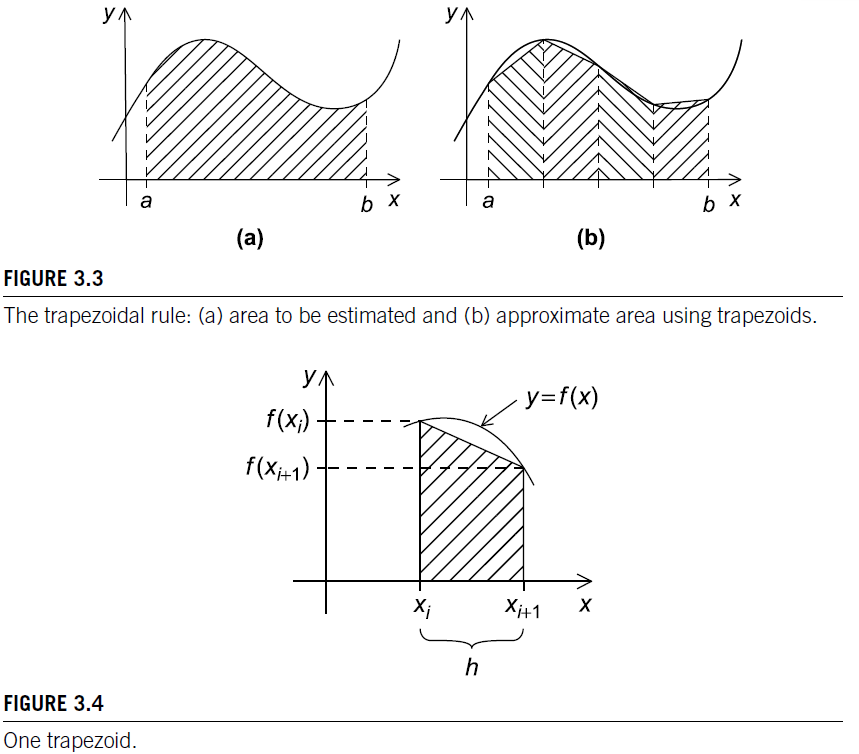 y y
a b x a b x
(a) (b)
FIGURE 3.3
The trapezoidal rule: (a) area to be estimated and (b) approximate area using trapezoids.
y
y=f(x)
f(xi)
f(xi+1)
xi xi+1 x
h
FIGURE 3.4
One trapezoid.